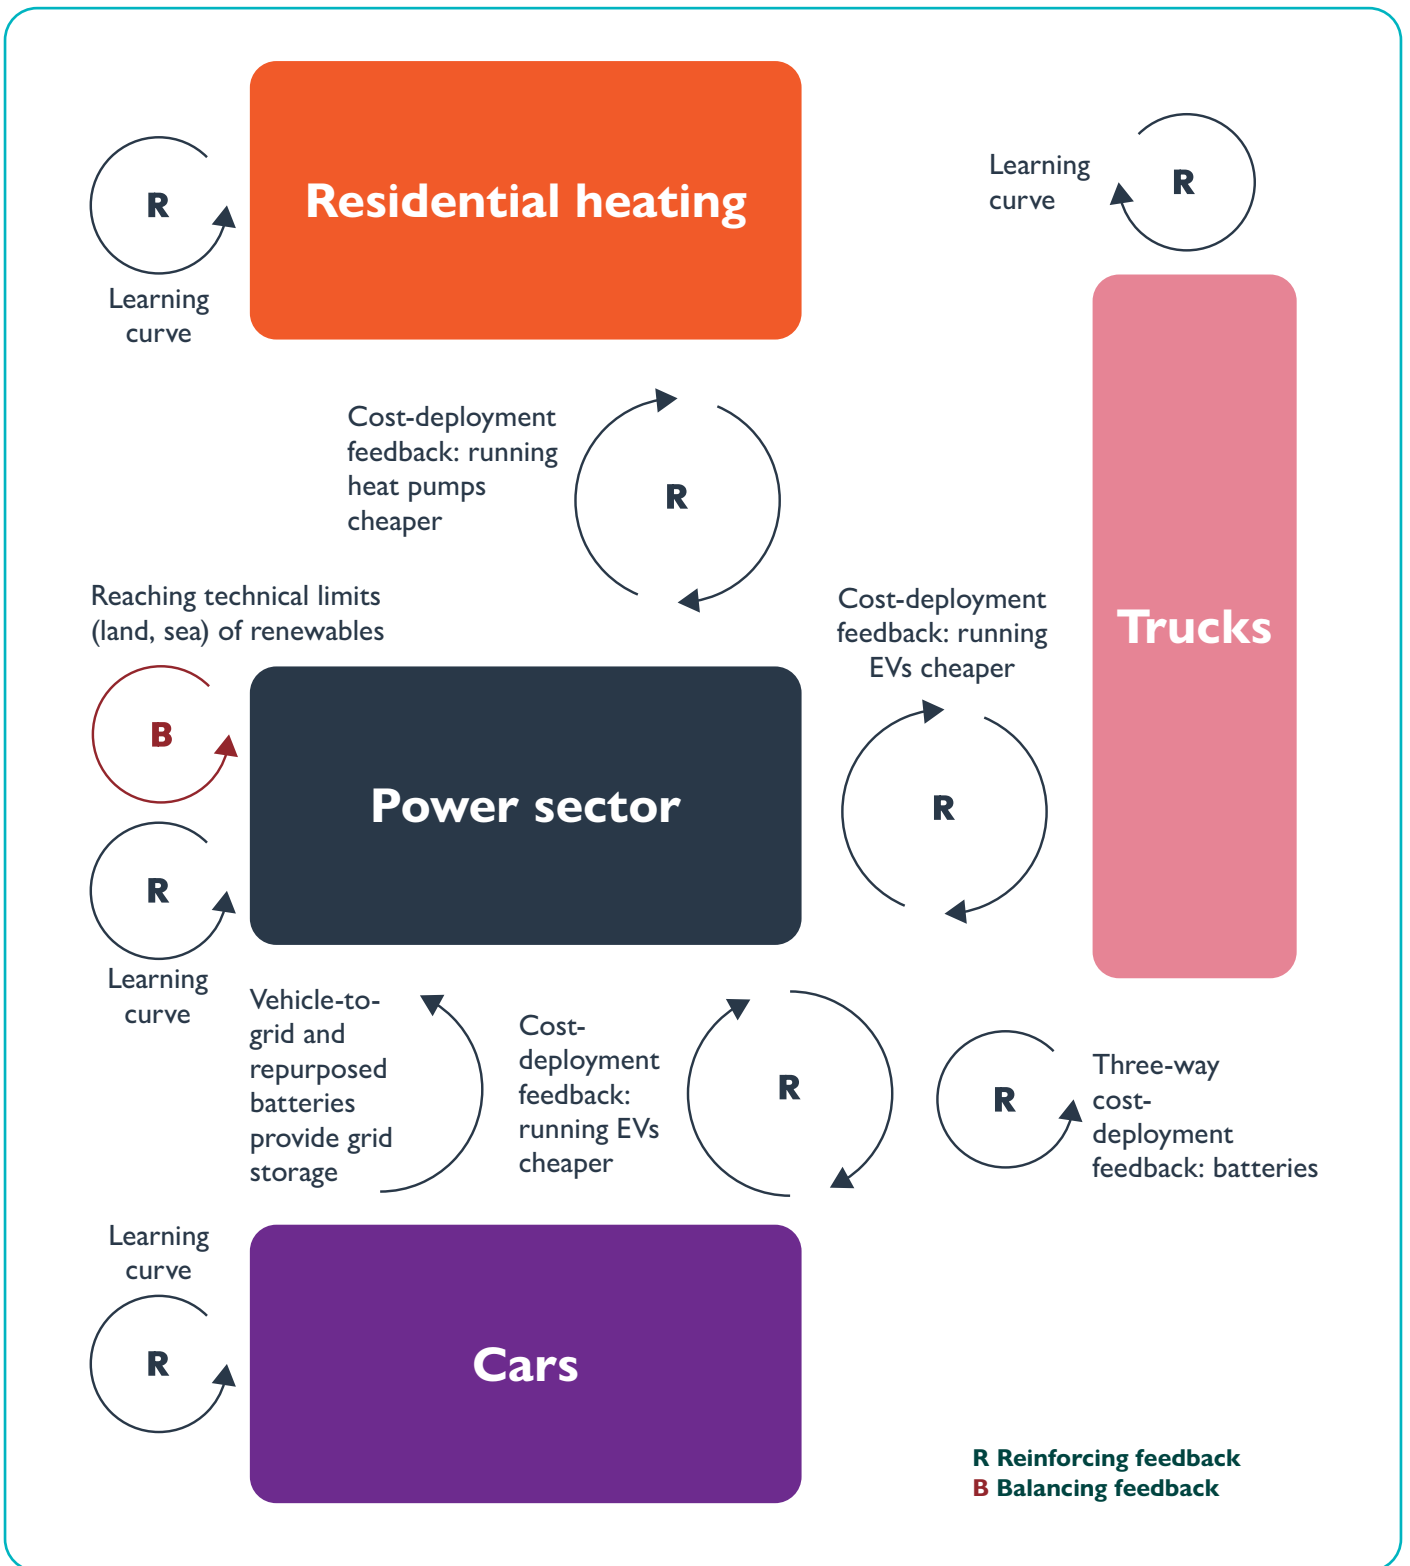 Residential heating
R
Learning
curve
Learning
curve
R
Cost-deployment
feedback: running
heat pumps
cheaper
R
Trucks
Reaching technical limits
(land, sea) of renewables
B
Power sector
R
Learning
curve
Cost-deployment
feedback: running
EVs cheaper
R
Vehicle-to-
grid and
repurposed
batteries
provide grid
storage
Cost-
deployment
feedback:
running EVs
cheaper
R
R
Three-way
cost-
deployment
feedback: batteries
Learning
curve
R
Cars
R Reinforcing feedback
B Balancing feedback